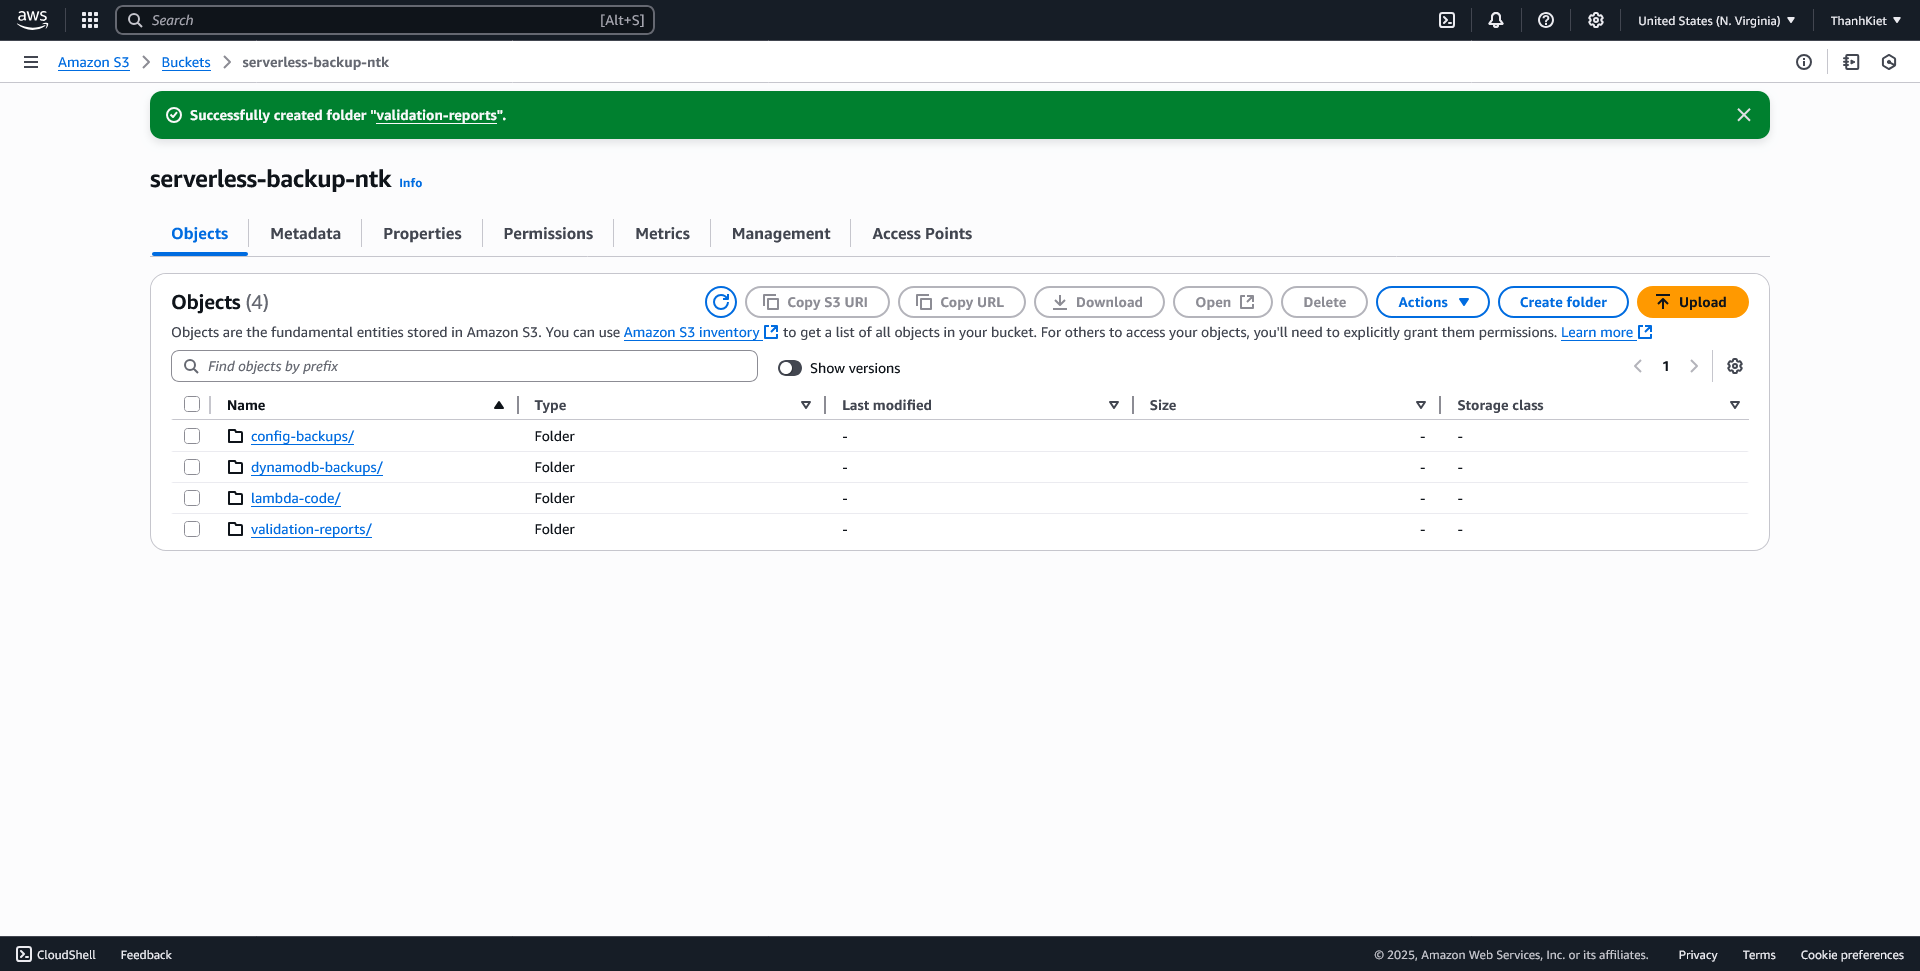 aws Search [Alt+S] United States (N. Virginia) ThanhKiet
Amazon S3 Buckets serverless-backup-ntk
Successfully created folder "validation-reports".
serverless-backup-ntk Info
Objects Metadata Properties Permissions Metrics Management Access Points
Objects (4) Copy S3 URI Copy URL Download Open Delete Actions Create folder Upload
Objects are the fundamental entities stored in Amazon S3. You can use Amazon S3 inventory to get a list of all objects in your bucket. For others to access your objects, you'll need to explicitly grant them permissions. Learn more
Find objects by prefix Show versions 1
Name Type Last modified Size Storage class
config-backups/ Folder - - -
dynamodb-backups/ Folder - - -
lambda-code/ Folder - - -
validation-reports/ Folder - - -
CloudShell Feedback © 2025, Amazon Web Services, Inc. or its affiliates. Privacy Terms Cookie preferences